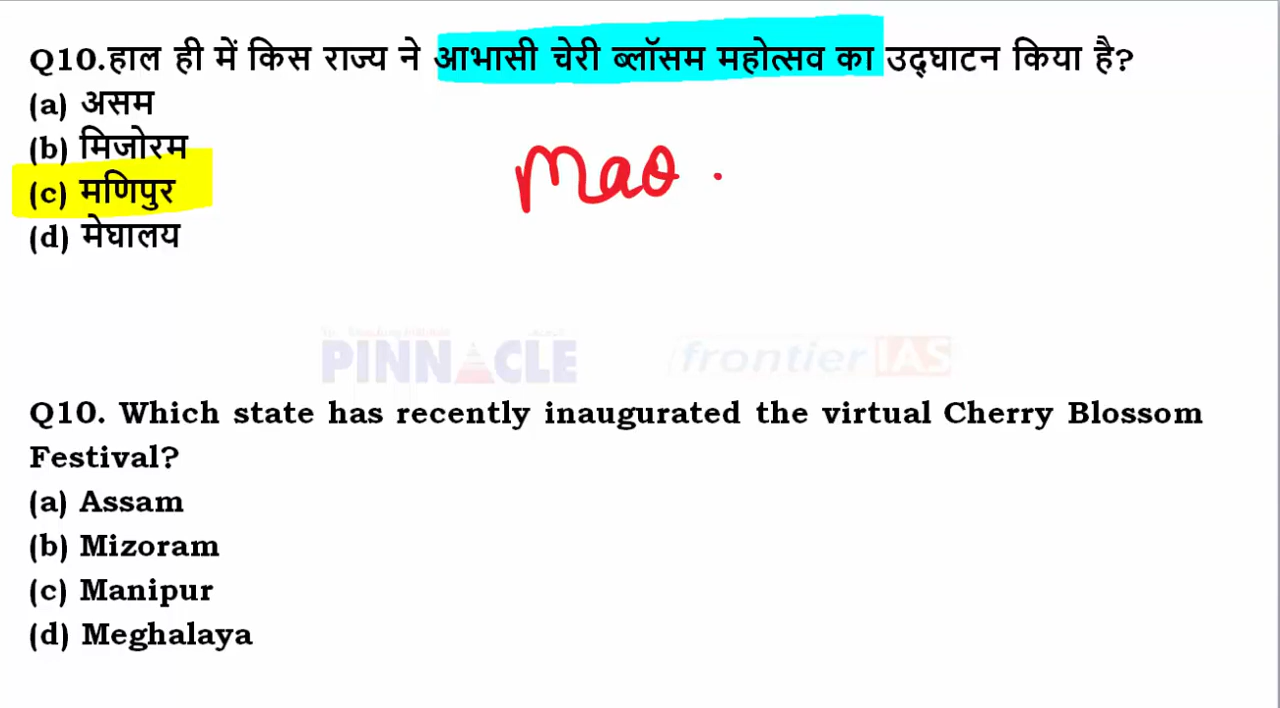 Q10.हाल ही में किस राज्य ने आभासी चेरी ब्लॉसम महोत्सव का उद्घाटन किया है?
(a) असम
(b) मिजोरम
(c) मणिपुर
(d) मेघालय
Mao .
PINNACLE frontier IAS
Q10. Which state has recently inaugurated the virtual Cherry Blossom
Festival?
(a) Assam
(b) Mizoram
(c) Manipur
(d) Meghalaya